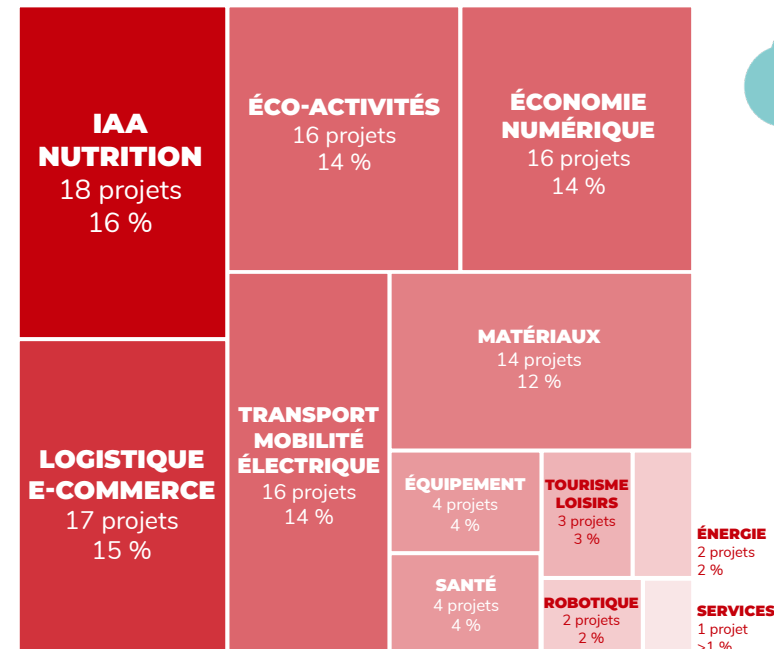 IAA
NUTRITION
18 projets
16 %
ÉCO-ACTIVITÉS
16 projets
14 %
ÉCONOMIE
NUMÉRIQUE
16 projets
14 %
LOGISTIQUE
E-COMMERCE
17 projets
15 %
TRANSPORT
MOBILITÉ
ÉLECTRIQUE
16 projets
14 %
MATÉRIAUX
14 projets
12 %
ÉQUIPEMENT
4 projets
4 %
TOURISME
LOISIRS
3 projets
3 %
ÉNERGIE
2 projets
2 %
SANTÉ
4 projets
4 %
ROBOTIQUE
2 projets
2 %
SERVICES
1 projet
>1 %